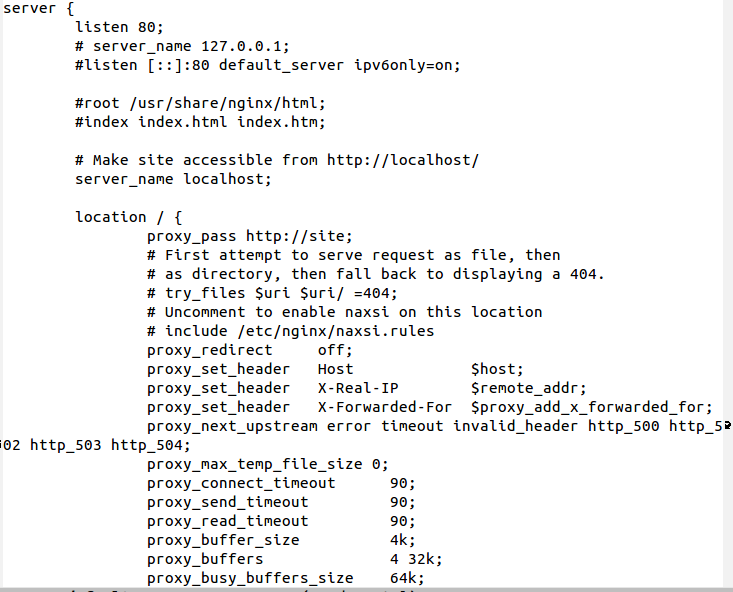 server {
        listen 80;
        # server_name 127.0.0.1;
        #listen [::]:80 default_server ipv6only=on;

        #root /usr/share/nginx/html;
        #index index.html index.htm;

        # Make site accessible from http://localhost/
        server_name localhost;

        location / {
                proxy_pass http://site;
                # First attempt to serve request as file, then
                # as directory, then fall back to displaying a 404.
                # try_files $uri $uri/ =404;
                # Uncomment to enable naxsi on this location
                # include /etc/nginx/naxsi.rules
                proxy_redirect     off;
                proxy_set_header   Host             $host;
                proxy_set_header   X-Real-IP        $remote_addr;
                proxy_set_header   X-Forwarded-For  $proxy_add_x_forwarded_for;
                proxy_next_upstream error timeout invalid_header http_500 http_5
02 http_503 http_504;
                proxy_max_temp_file_size 0;
                proxy_connect_timeout      90;
                proxy_send_timeout         90;
                proxy_read_timeout         90;
                proxy_buffer_size          4k;
                proxy_buffers              4 32k;
                proxy_busy_buffers_size    64k;